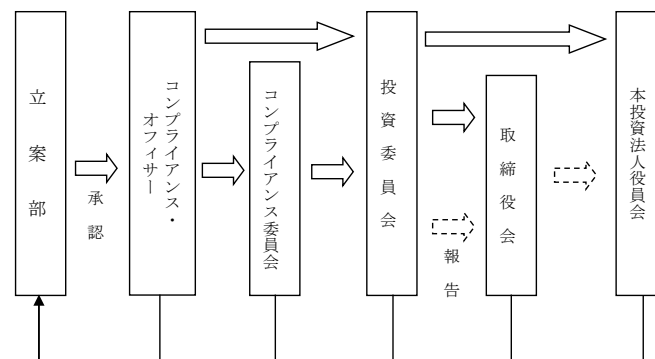 立案部
承認
コンプライアンス・
オフィサー
コンプライアンス委員会
投資委員会
報告
取締役会
本投資法人役員会